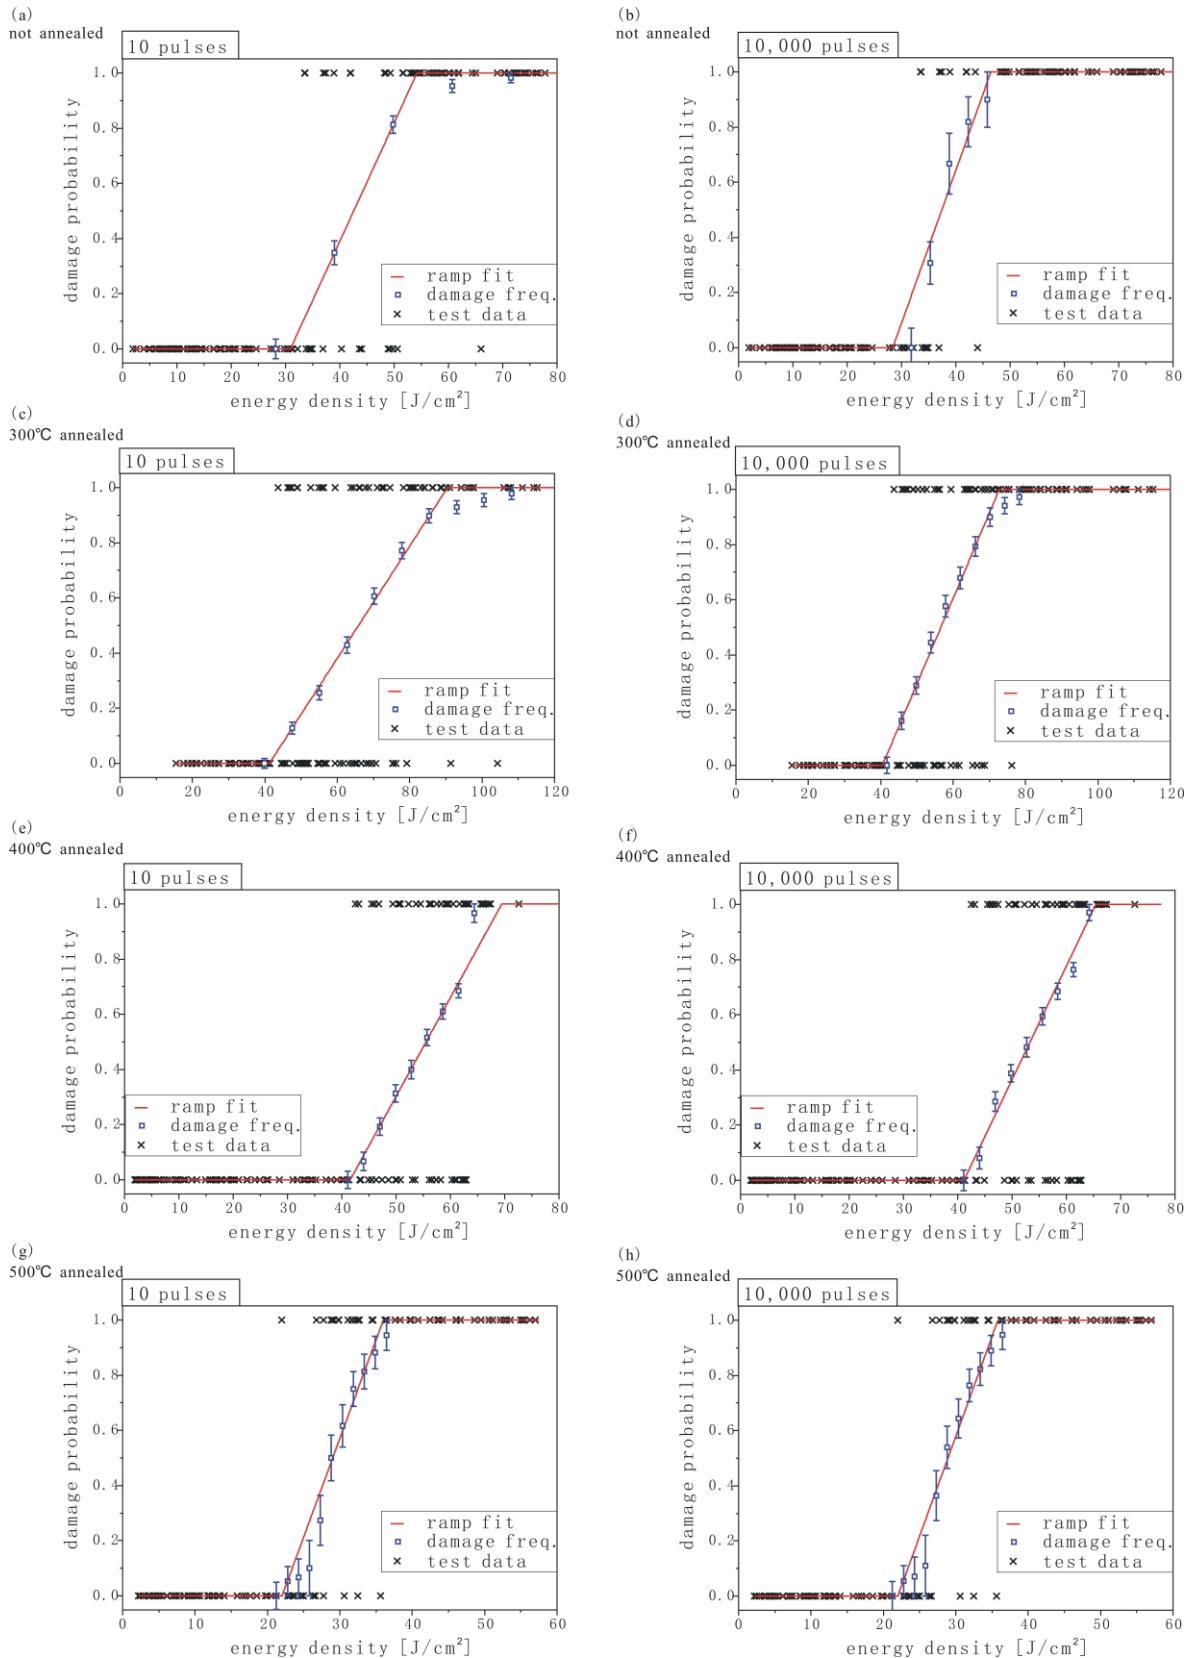 (a)
not annealed
10 pulses
1.0
0.8
0.6
0.4
0.2
0.0
damage probability
ramp fit
damage freq.
test data
0 10 20 30 40 50 60 70 80
energy density [J/cm²]
(b)
not annealed
10,000 pulses
1.0
0.8
0.6
0.4
0.2
0.0
damage probability
ramp fit
damage freq.
test data
0 10 20 30 40 50 60 70 80
energy density [J/cm²]
(c)
300℃ annealed
10 pulses
1.0
0.8
0.6
0.4
0.2
0.0
damage probability
ramp fit
damage freq.
test data
0 20 40 60 80 100 120
energy density [J/cm²]
(d)
300℃ annealed
10,000 pulses
1.0
0.8
0.6
0.4
0.2
0.0
damage probability
ramp fit
damage freq.
test data
0 20 40 60 80 100 120
energy density [J/cm²]
(e)
400℃ annealed
10 pulses
1.0
0.8
0.6
0.4
0.2
0.0
damage probability
ramp fit
damage freq.
test data
0 10 20 30 40 50 60 70 80
energy density [J/cm²]
(f)
400℃ annealed
10,000 pulses
1.0
0.8
0.6
0.4
0.2
0.0
damage probability
ramp fit
damage freq.
test data
0 10 20 30 40 50 60 70 80
energy density [J/cm²]
(g)
500℃ annealed
10 pulses
1.0
0.8
0.6
0.4
0.2
0.0
damage probability
ramp fit
damage freq.
test data
0 10 20 30 40 50 60
energy density [J/cm²]
(h)
500℃ annealed
10,000 pulses
1.0
0.8
0.6
0.4
0.2
0.0
damage probability
ramp fit
damage freq.
test data
0 10 20 30 40 50 60
energy density [J/cm²]